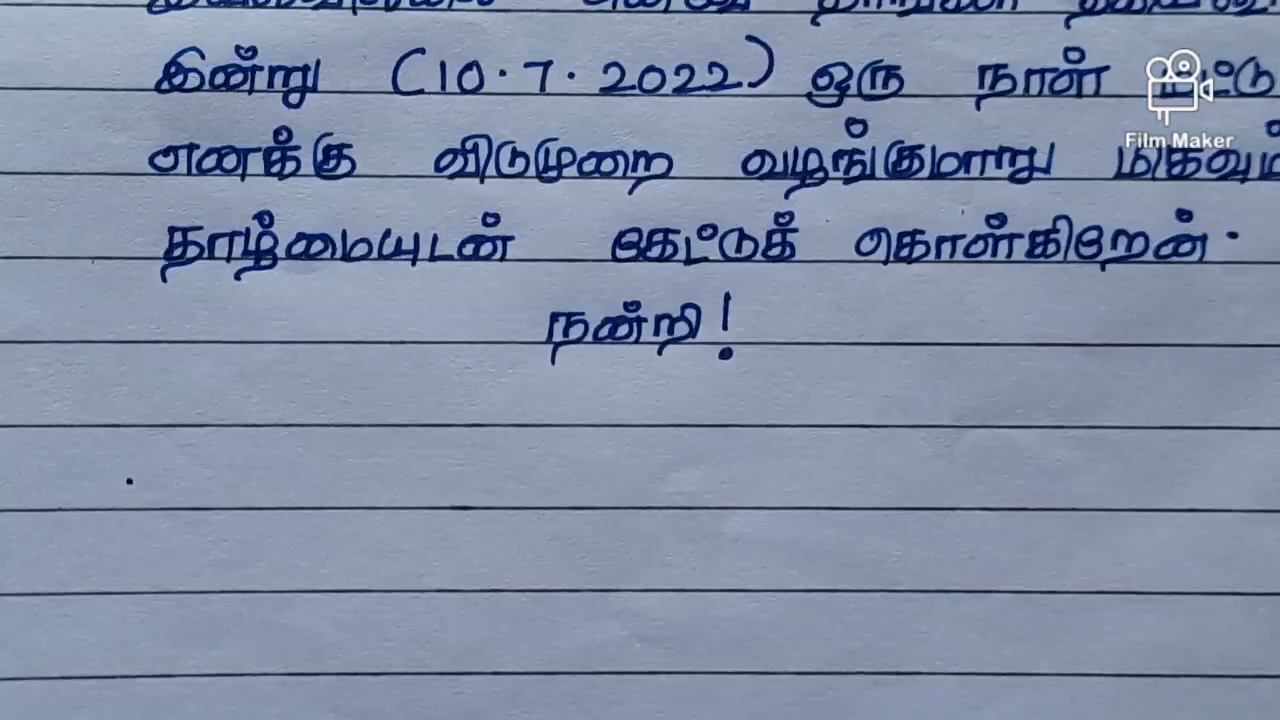 இன்று (10.7.2022) ஒரு நாள் மட்டு
எனக்கு விடுமுறை வழங்குமாறு மிகவும்
தாழ்மையுடன் கேட்டுக் கொள்கிறேன்.
நன்றி!
Film Maker